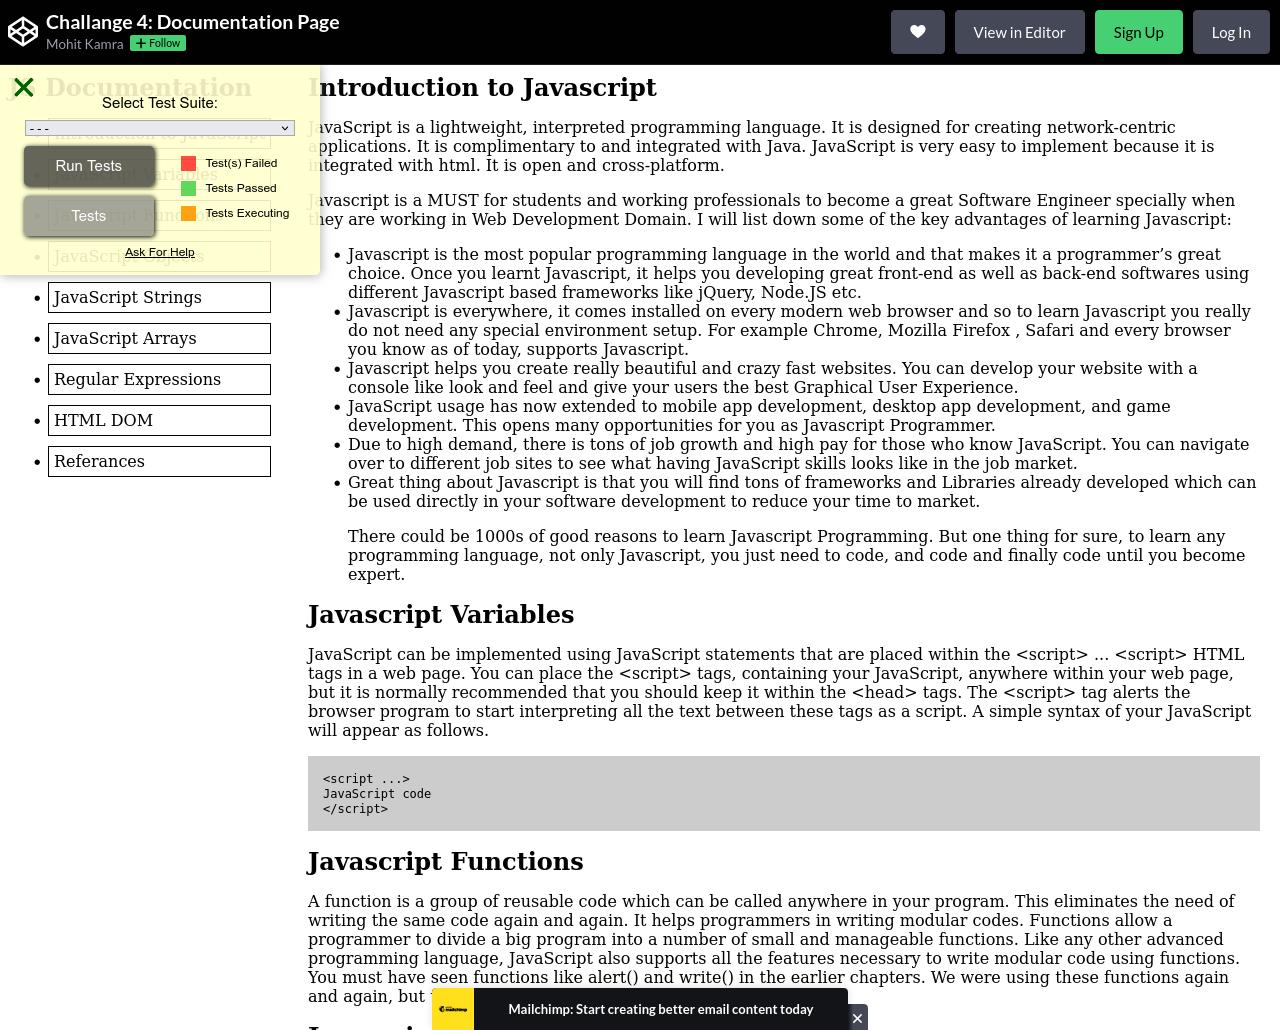 Challange 4: Documentation Page
Mohit Kamra
+ Follow
View in Editor
Sign Up
Log In
Js Documentation
Select Test Suite:
---
Run Tests
Test(s) Failed
Tests Passed
Tests
Tests Executing
Ask For Help
JavaScript Strings
JavaScript Arrays
Regular Expressions
HTML DOM
Referances
Introduction to Javascript
JavaScript is a lightweight, interpreted programming language. It is designed for creating network-centric
applications. It is complimentary to and integrated with Java. JavaScript is very easy to implement because it is
integrated with html. It is open and cross-platform.
Javascript is a MUST for students and working professionals to become a great Software Engineer specially when
they are working in Web Development Domain. I will list down some of the key advantages of learning Javascript:
Javascript is the most popular programming language in the world and that makes it a programmer’s great
choice. Once you learnt Javascript, it helps you developing great front-end as well as back-end softwares using
different Javascript based frameworks like jQuery, Node.JS etc.
Javascript is everywhere, it comes installed on every modern web browser and so to learn Javascript you really
do not need any special environment setup. For example Chrome, Mozilla Firefox , Safari and every browser
you know as of today, supports Javascript.
Javascript helps you create really beautiful and crazy fast websites. You can develop your website with a
console like look and feel and give your users the best Graphical User Experience.
JavaScript usage has now extended to mobile app development, desktop app development, and game
development. This opens many opportunities for you as Javascript Programmer.
Due to high demand, there is tons of job growth and high pay for those who know JavaScript. You can navigate
over to different job sites to see what having JavaScript skills looks like in the job market.
Great thing about Javascript is that you will find tons of frameworks and Libraries already developed which can
be used directly in your software development to reduce your time to market.
There could be 1000s of good reasons to learn Javascript Programming. But one thing for sure, to learn any
programming language, not only Javascript, you just need to code, and code and finally code until you become
expert.
Javascript Variables
JavaScript can be implemented using JavaScript statements that are placed within the <script> ... <script> HTML
tags in a web page. You can place the <script> tags, containing your JavaScript, anywhere within your web page,
but it is normally recommended that you should keep it within the <head> tags. The <script> tag alerts the
browser program to start interpreting all the text between these tags as a script. A simple syntax of your JavaScript
will appear as follows.
<script ...>
JavaScript code
</script>
Javascript Functions
A function is a group of reusable code which can be called anywhere in your program. This eliminates the need of
writing the same code again and again. It helps programmers in writing modular codes. Functions allow a
programmer to divide a big program into a number of small and manageable functions. Like any other advanced
programming language, JavaScript also supports all the features necessary to write modular code using functions.
You must have seen functions like alert() and write() in the earlier chapters. We were using these functions again
and again, but
mailchimp
Mailchimp: Start creating better email content today